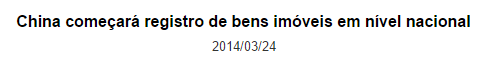 China começará registro de bens imóveis em nível nacional
2014/03/24